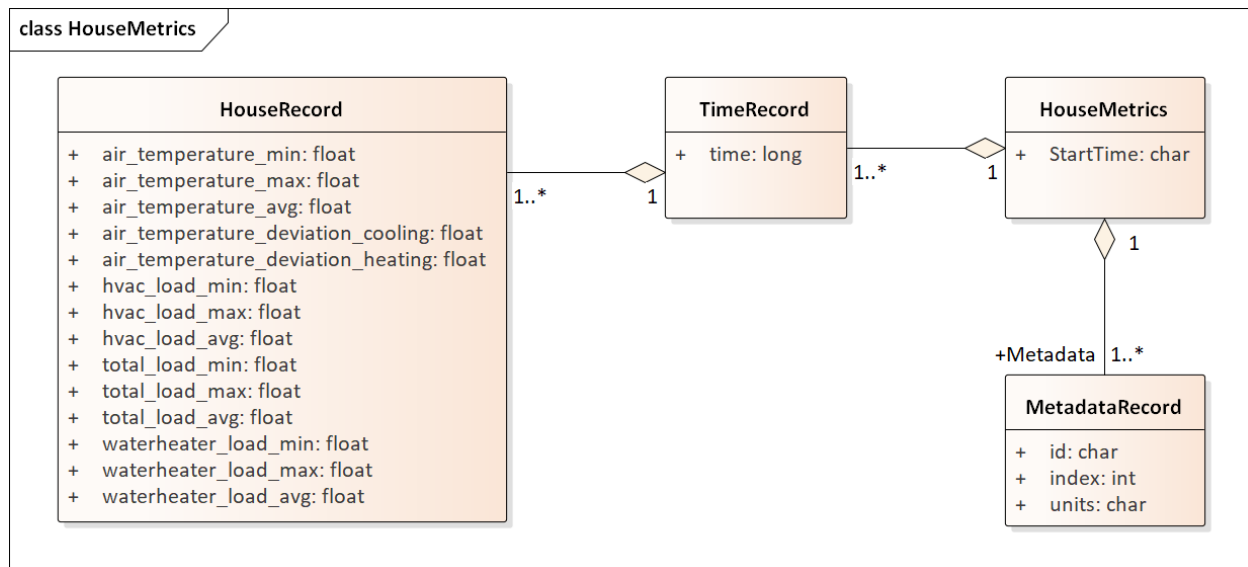 class HouseMetrics
HouseRecord
+ air_temperature_min: float
+ air_temperature_max: float
+ air_temperature_avg: float
+ air_temperature_deviation_cooling: float
+ air_temperature_deviation_heating: float
+ hvac_load_min: float
+ hvac_load_max: float
+ hvac_load_avg: float
+ total_load_min: float
+ total_load_max: float
+ total_load_avg: float
+ waterheater_load_min: float
+ waterheater_load_max: float
+ waterheater_load_avg: float
1..*
1
TimeRecord
+ time: long
1..*
1
HouseMetrics
+ StartTime: char
1
+Metadata 1..*
MetadataRecord
+ id: char
+ index: int
+ units: char